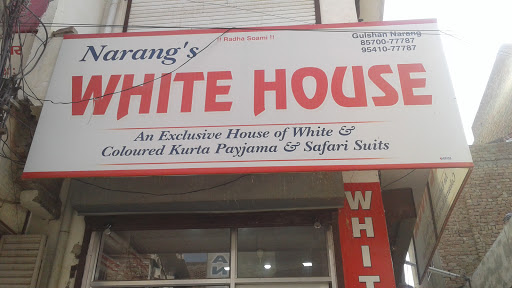 !! Radha Soami !!
Gulshan Narang
85700-77787
95410-77787
Narang's
WHITE HOUSE
An Exclusive House of White &
Coloured Kurta Payjama & Safari Suits
WHIT